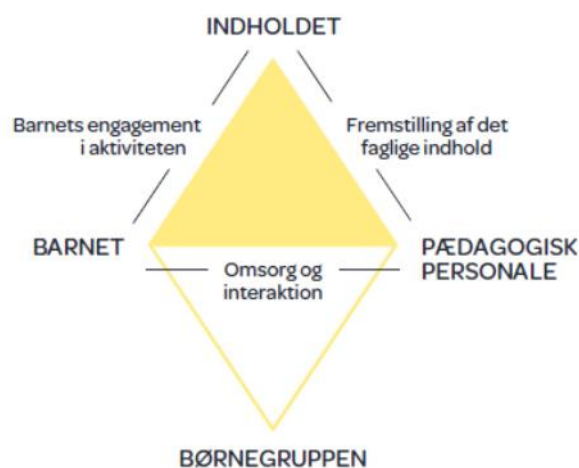 INDHOLDET
Barnets engagement
i aktiviteten
Fremstilling af det
faglige indhold
BARNET
Omsorg og
interaktion
PÆDAGOGISK
PERSONALE
BØRNEGRUPPEN